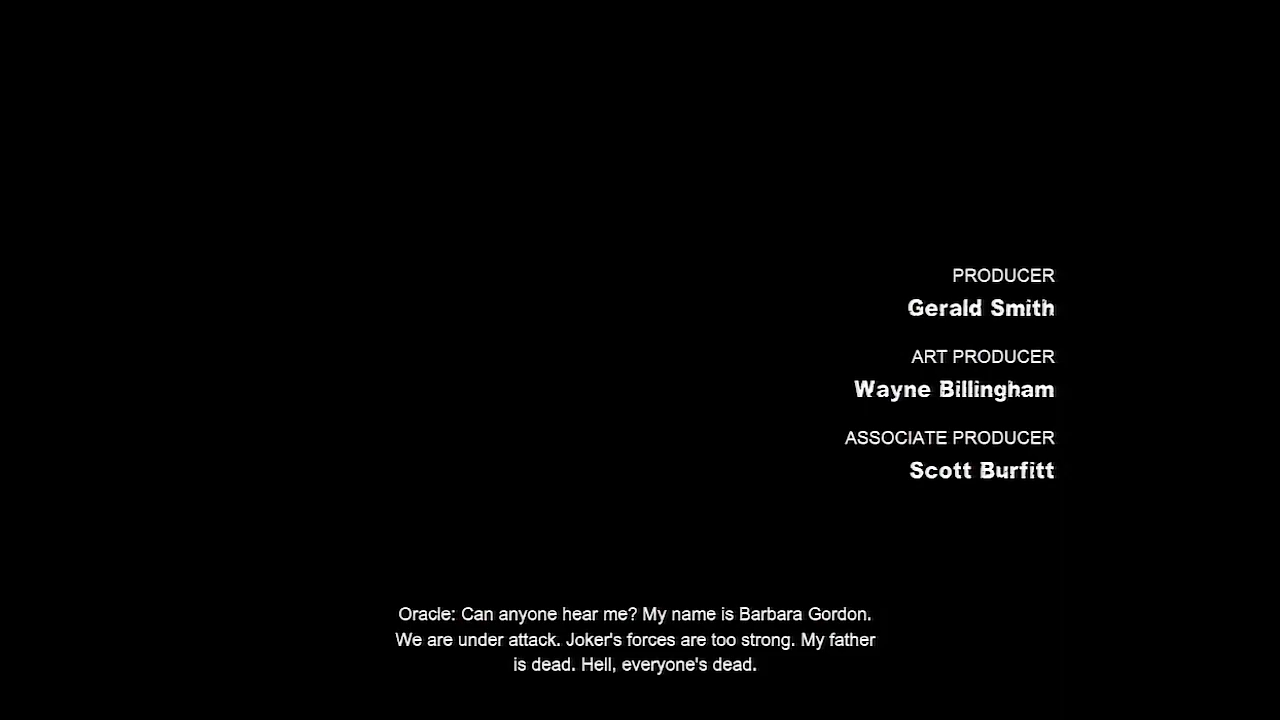 PRODUCER
Gerald Smith
ART PRODUCER
Wayne Billingham
ASSOCIATE PRODUCER
Scott Burfitt
Oracle: Can anyone hear me? My name is Barbara Gordon.
We are under attack. Joker's forces are too strong. My father
is dead. Hell, everyone's dead.